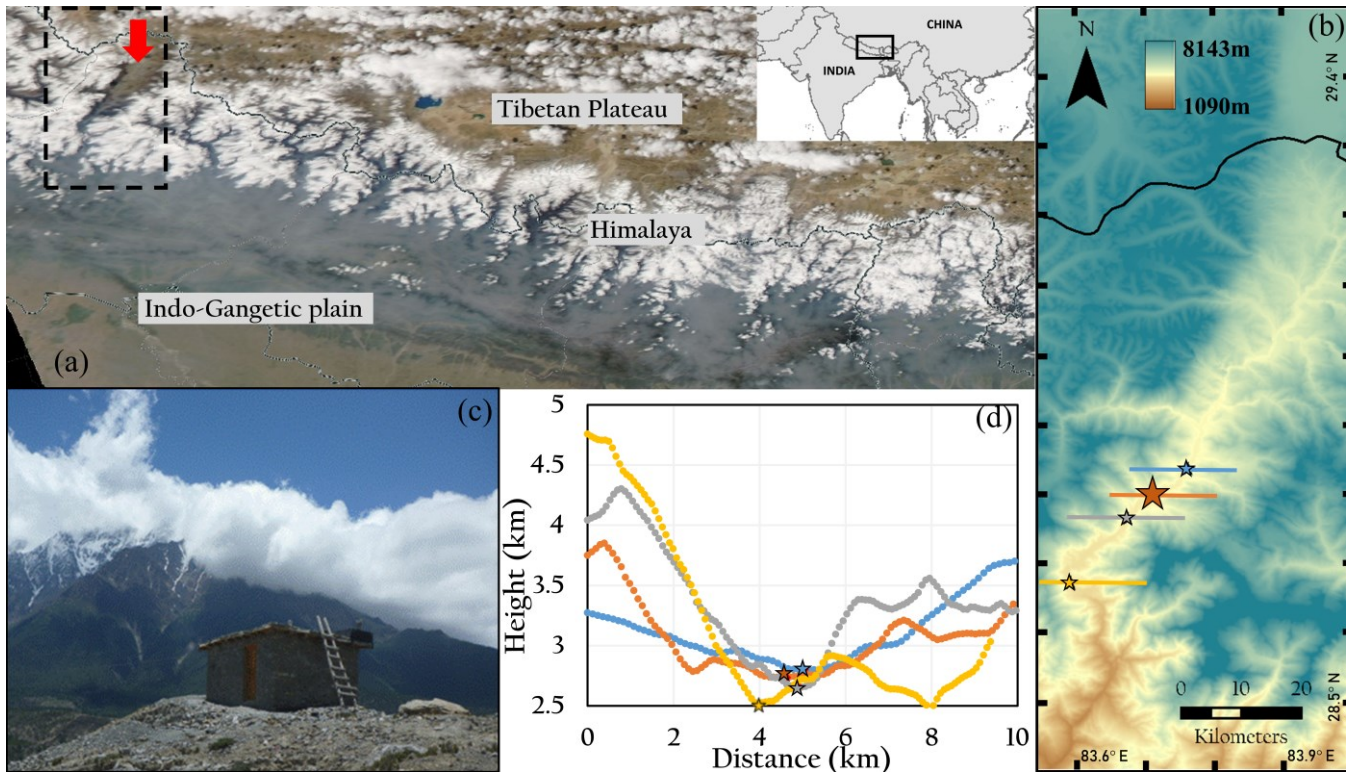 CHINA
INDIA
Tibetan Plateau
Himalaya
Indo-Gangetic plain
(a)
(b)
N
8143m
1090m
29.4° N
28.5° N
0 10 20
Kilometers
83.6° E
83.9° E
(c)
(d)
5
4.5
4
3.5
3
2.5
Height (km)
0 2 4 6 8 10
Distance (km)